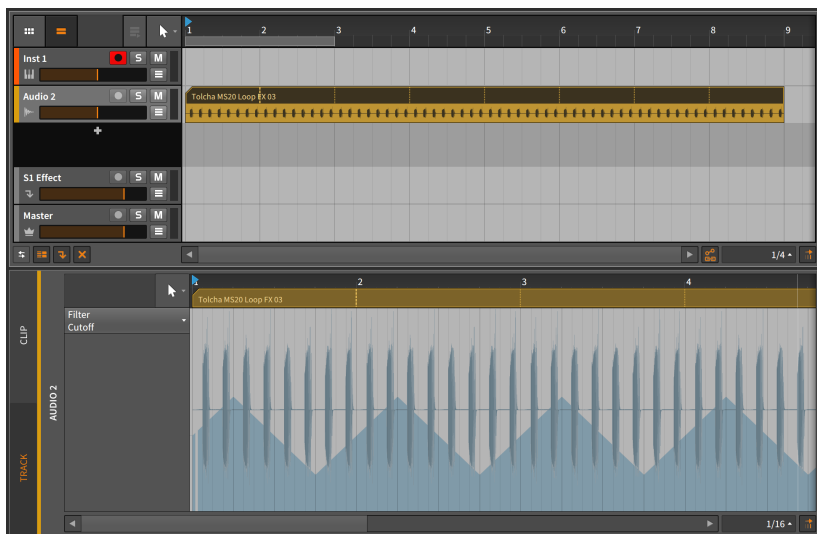 1 2 3 4 5 6 7 8 9
Inst 1 S M
Audio 2 S M
Tolcha MS20 Loop FX 03
+
S1 Effect S M
Master S M
1/4
1 2 3 4
Tolcha MS20 Loop FX 03
Filter
Cutoff
CLIP
AUDIO 2
TRACK
1/16